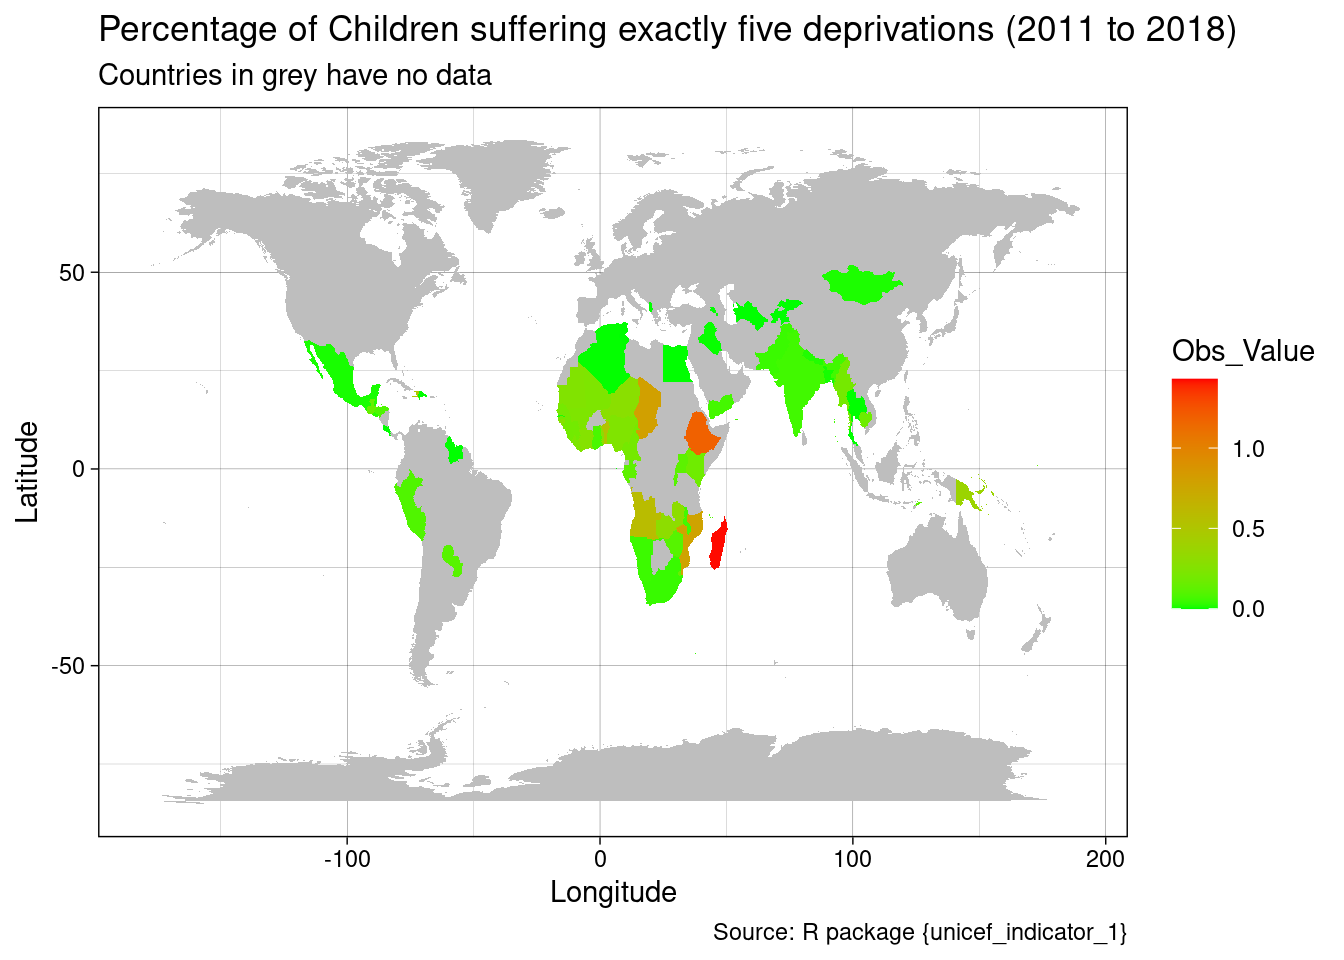 Percentage of Children suffering exactly five deprivations (2011 to 2018)
Countries in grey have no data
Obs_Value
1.0
0.5
0.0
50
0
-50
Latitude
-100
0
100
200
Longitude
Source: R package {unicef_indicator_1}